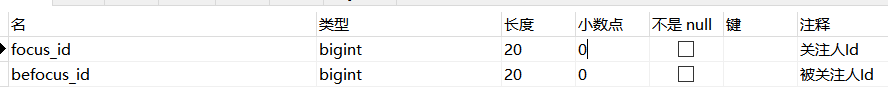 名 类型 长度 小数点 不是 null 键 注释
focus_id bigint 20 0 关注人Id
befocus_id bigint 20 0 被关注人Id